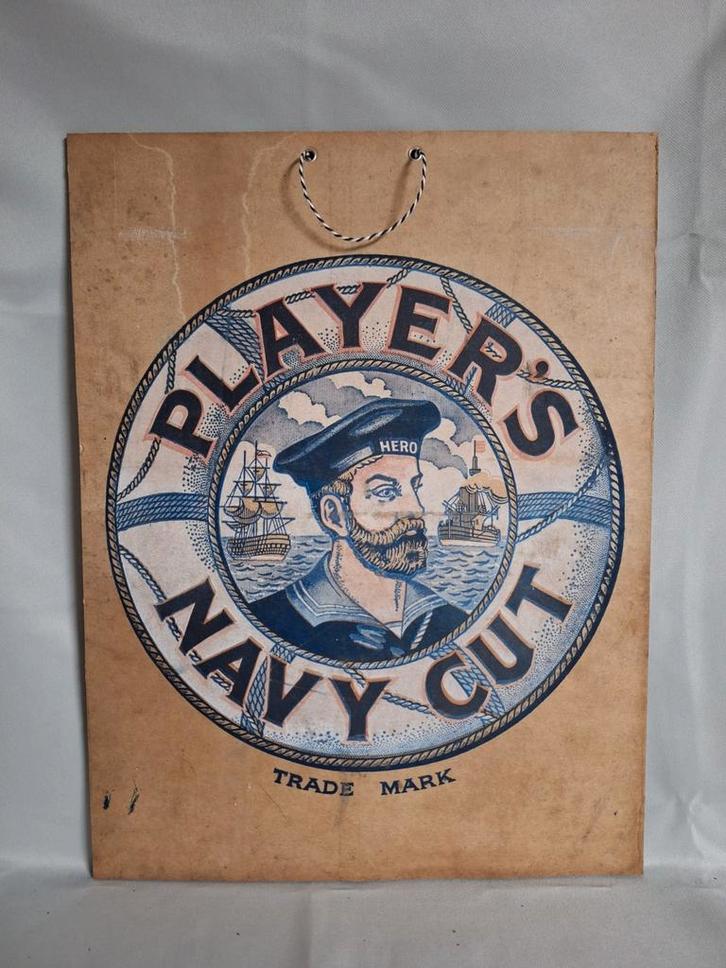 PLAYER'S
HERO
NAVY CUT
TRADE MARK